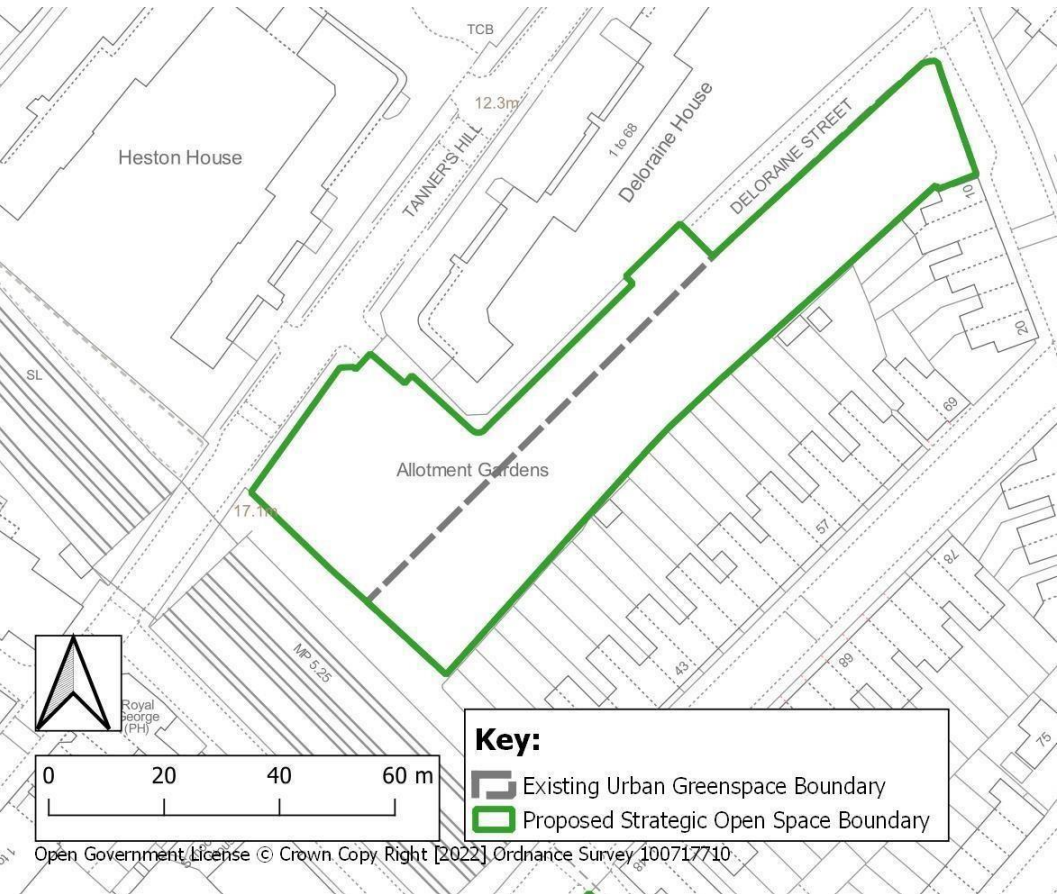 TCB
12.3m
Heston House
TANNER'S HILL
1 to 68
Deloraine House
DELORAINE STREET
10
20
SL
69
Allotment Gardens
17.1m
57
78
MP 5.25
43
89
Royal
George
(PH)
75
Key:
0 20 40 60 m
Existing Urban Greenspace Boundary
Proposed Strategic Open Space Boundary
Open Government License © Crown Copy Right [2022] Ordnance Survey 100717710